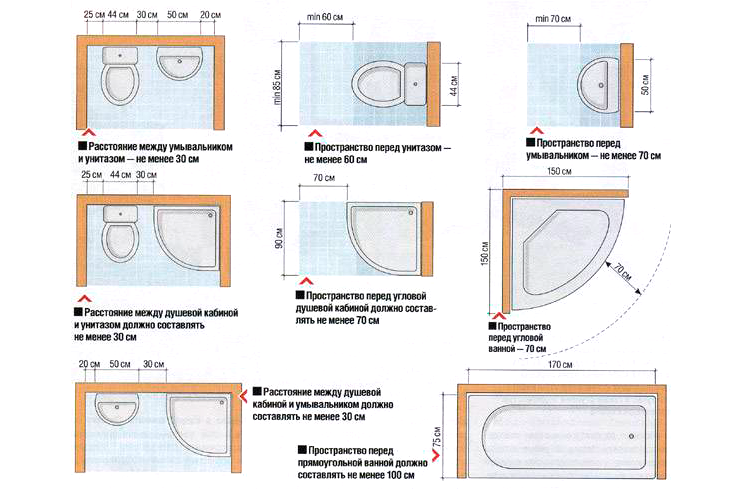 25 см 44 см 30 см 50 см 20 см
Расстояние между умывальником
и унитазом — не менее 30 см
min 60 см
min 85 см
44 см
Пространство перед унитазом —
не менее 60 см
min 70 см
50 см
Пространство перед
умывальником — не менее 70 см
25 см 44 см 30 см
Расстояние между душевой кабиной
и унитазом должно составлять
не менее 30 см
70 см
90 см
Пространство перед угловой
душевой кабиной должно состав-
лять не менее 70 см
150 см
150 см
70 см
Пространство
перед угловой
ванной — 70 см
20 см 50 см 30 см
Расстояние между душевой
кабиной и умывальником должно
составлять не менее 30 см
170 см
75 см
Пространство перед
прямоугольной ванной должно
составлять не менее 100 см